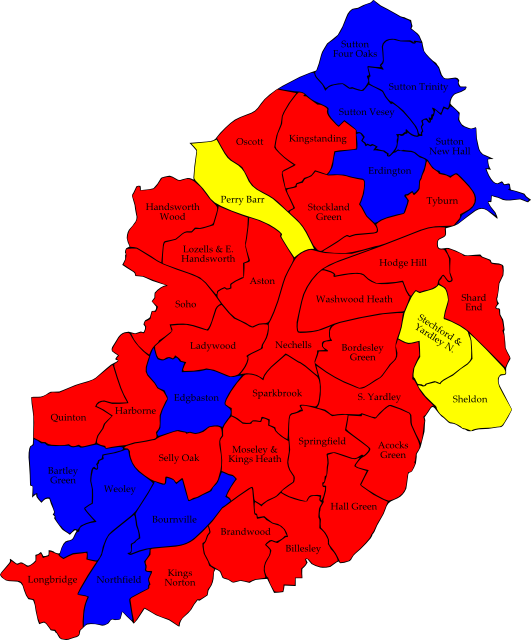 Sutton
Four Oaks
Sutton Trinity
Sutton Vesey
Sutton
New Hall
Oscott
Kingstanding
Erdington
Perry Barr
Tyburn
Handsworth
Wood
Stockland
Green
Lozells & E.
Handsworth
Hodge Hill
Aston
Washwood Heath
Shard
End
Soho
Stechford &
Yardley N.
Ladywood
Nechells
Bordesley
Green
Edgbaston
Sparkbrook
S. Yardley
Sheldon
Quinton
Harborne
Springfield
Acocks
Green
Moseley &
Kings Heath
Selly Oak
Bartley
Green
Weoley
Hall Green
Bournville
Brandwood
Billesley
Longbridge
Northfield
Kings
Norton